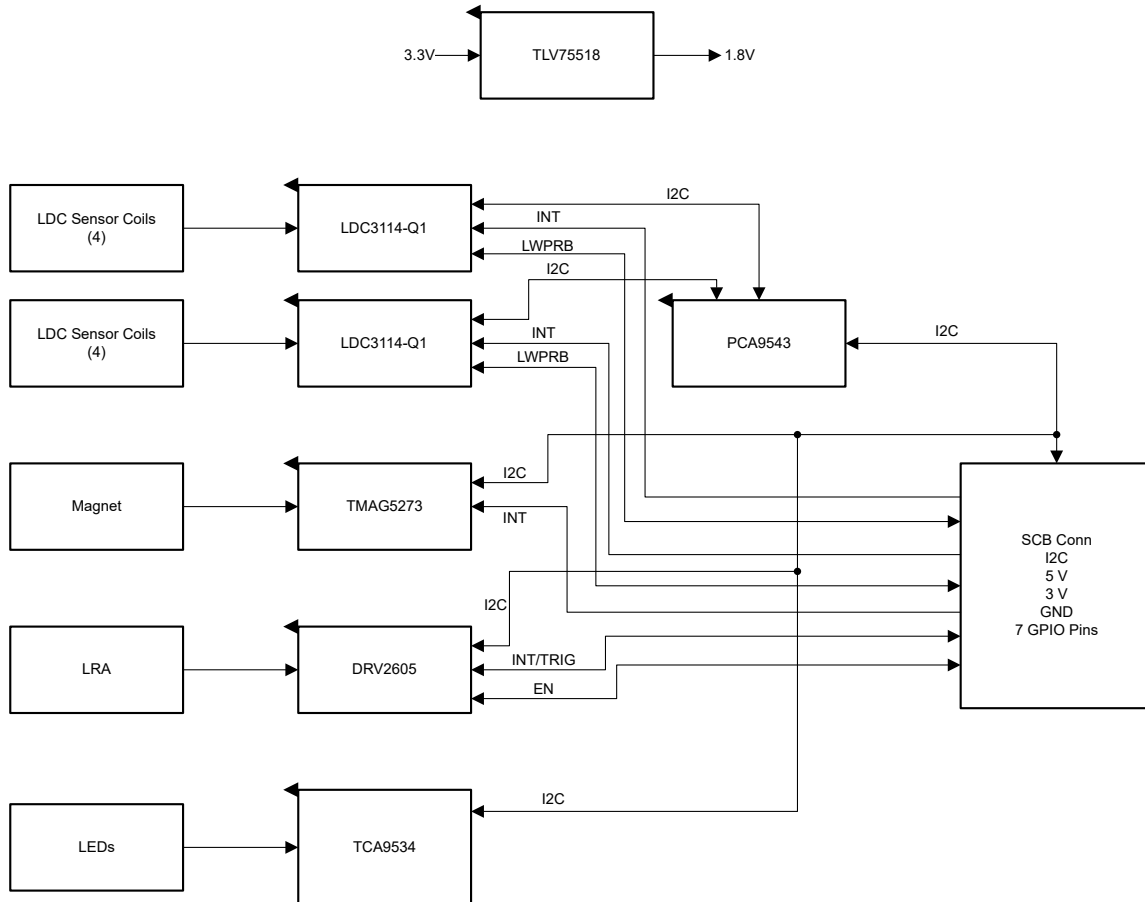 3.3V
TLV75518
1.8V
LDC Sensor Coils
(4)
LDC3114-Q1
I2C
INT
LWPRB
I2C
LDC Sensor Coils
(4)
LDC3114-Q1
INT
LWPRB
PCA9543
I2C
Magnet
TMAG5273
I2C
INT
SCB Conn
I2C
5 V
3 V
GND
7 GPIO Pins
LRA
DRV2605
I2C
INT/TRIG
EN
LEDs
TCA9534
I2C